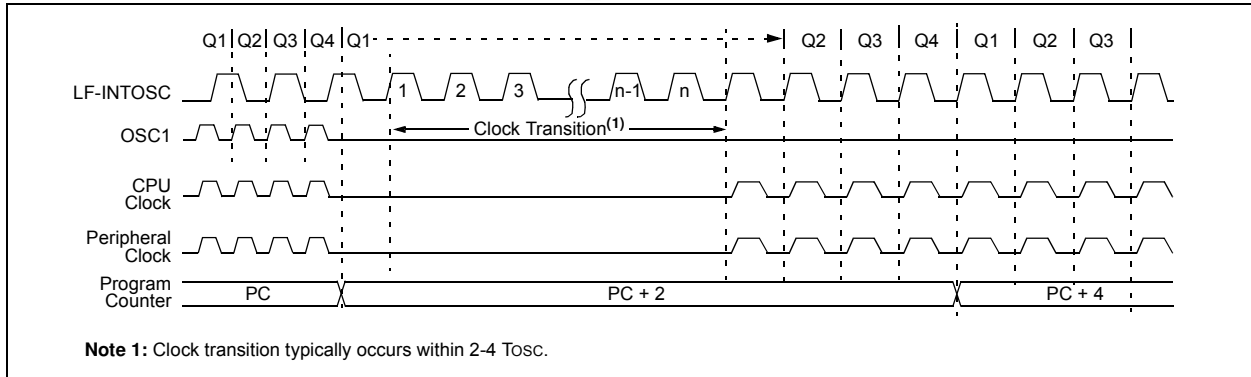 Q1 Q2 Q3 Q4 Q1 Q2 Q3 Q4 Q1 Q2 Q3
LF-INTOSC 1 2 3 n-1 n
Clock Transition(1)
OSC1
CPU
Clock
Peripheral
Clock
Program
Counter
PC PC + 2 PC + 4
Note 1: Clock transition typically occurs within 2-4 TOSC.